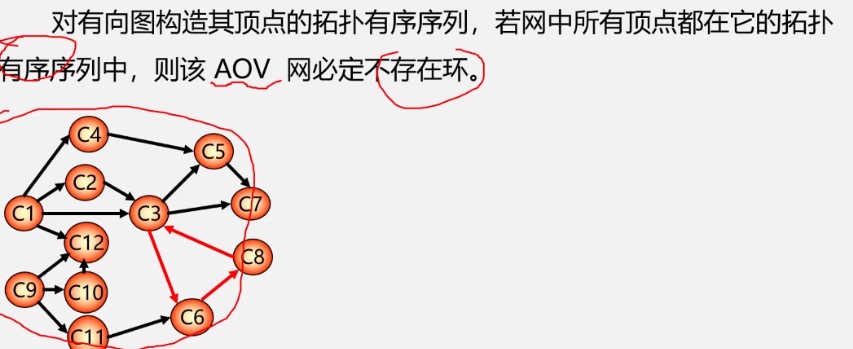 对有向图构造其顶点的拓扑有序序列，若网中所有顶点都在它的拓扑
有序序列中，则该 AOV 网必定不存在环。
C4
C5
C2
C1
C3
C7
C12
C8
C9
C10
C6
C11